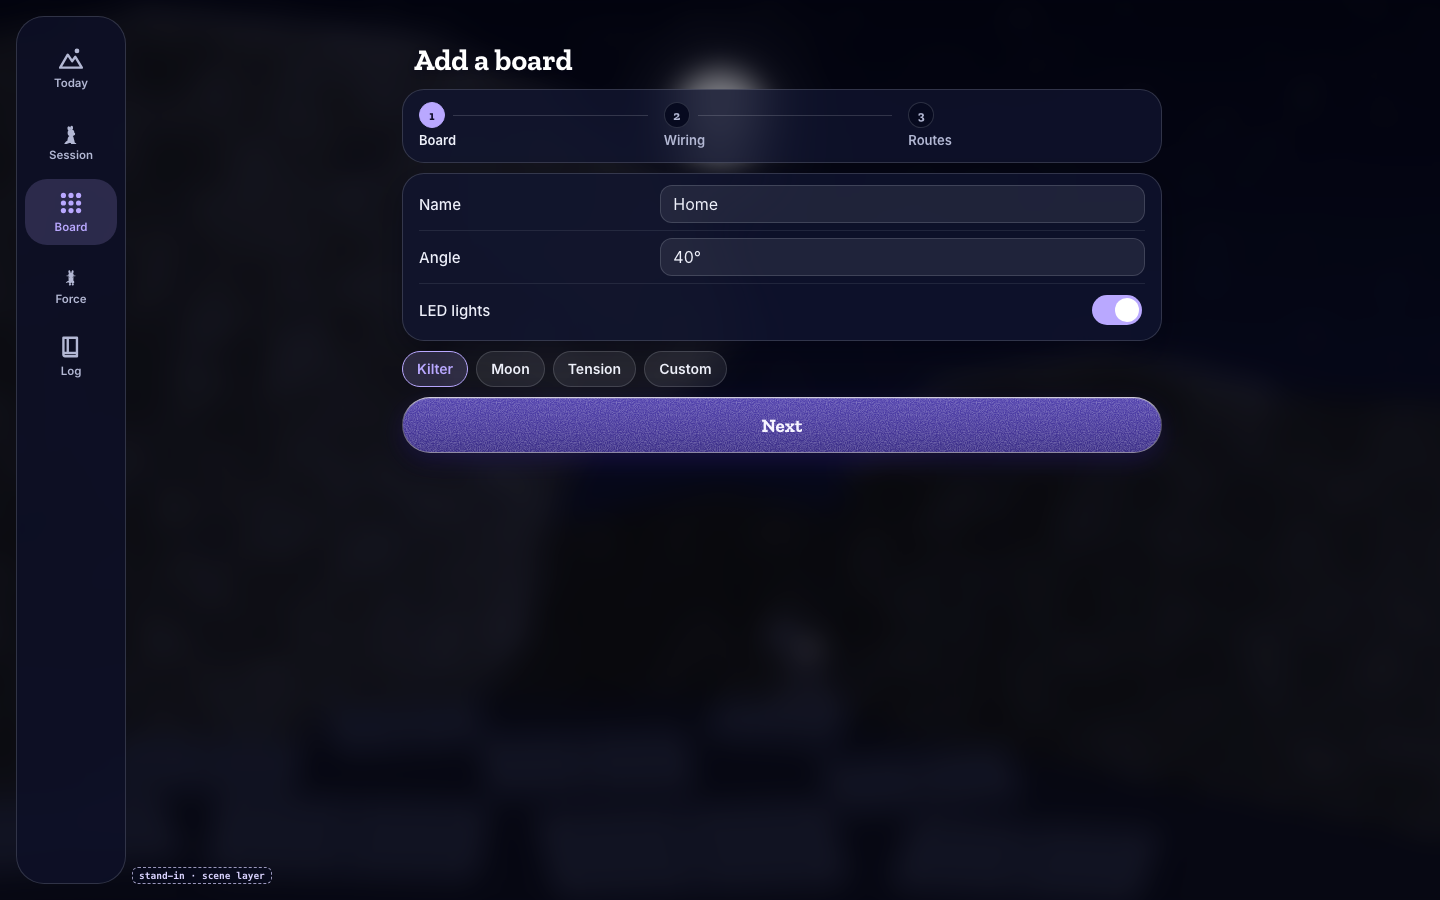 Today
Session
Board
Force
Log
Add a board
1
2
3
Board
Wiring
Routes
Name
Home
Angle
40°
LED lights
Kilter
Moon
Tension
Custom
Next
stand-in · scene layer